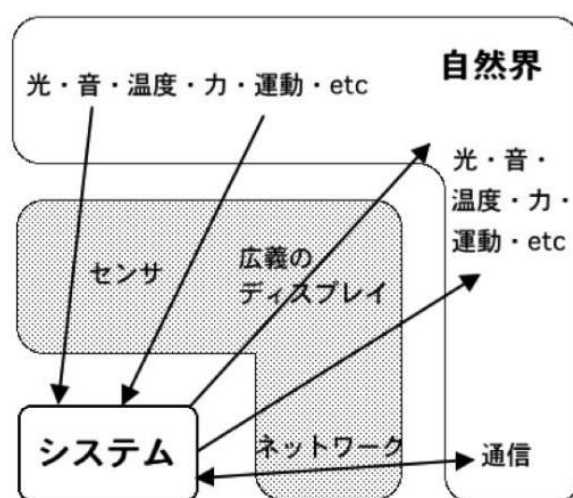 自然界
光・音・温度・力・運動・etc
光・音・
温度・力・
運動・etc
センサ
広義の
ディスプレイ
システム
ネットワーク
通信